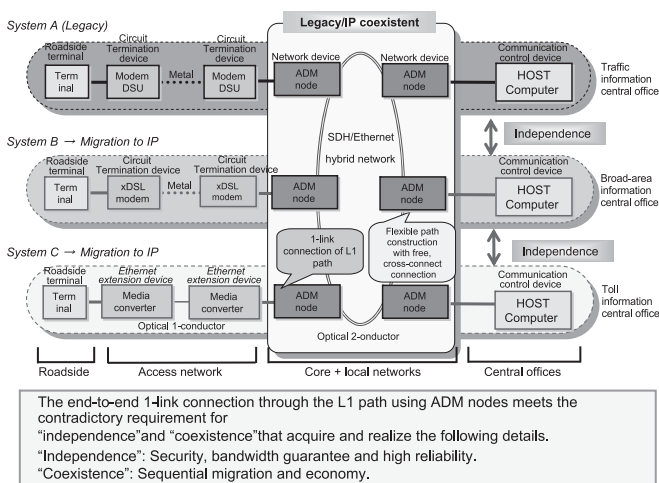 Legacy/IP coexistent
System A (Legacy)
Roadside
terminal
Circuit
Termination
device
Circuit
Termination
device
Network device
Network device
Communication
control device
Term
inal
Modem
DSU
Metal
Modem
DSU
ADM
node
ADM
node
HOST
Computer
Traffic
information
central office
SDH/Ethernet
hybrid network
Independence
System B → Migration to IP
Roadside
terminal
Circuit
Termination device
Circuit
Termination device
Communication
control device
Term
inal
xDSL
modem
Metal
xDSL
modem
ADM
node
ADM
node
HOST
Computer
Broad-area
information
central office
1-link
connection of L1
path
Flexible path
construction
with free,
cross-connect
connection
Independence
System C → Migration to IP
Roadside
terminal
Ethernet
extension device
Ethernet
extension device
Communication
control device
Term
inal
Media
converter
Media
converter
ADM
node
ADM
node
HOST
Computer
Toll
information
central office
Optical 1-conductor
Optical 2-onductor
Roadside
Access network
Core + local networks
Central offices
The end-to-end 1-link connection through the L1 path using ADM nodes meets the
contradictory requirement for
“independence”and “coexistence”that acquire and realize the following details.
“Independence”: Security, bandwidth guarantee and high reliability.
“Coexistence”: Sequential migration and economy.